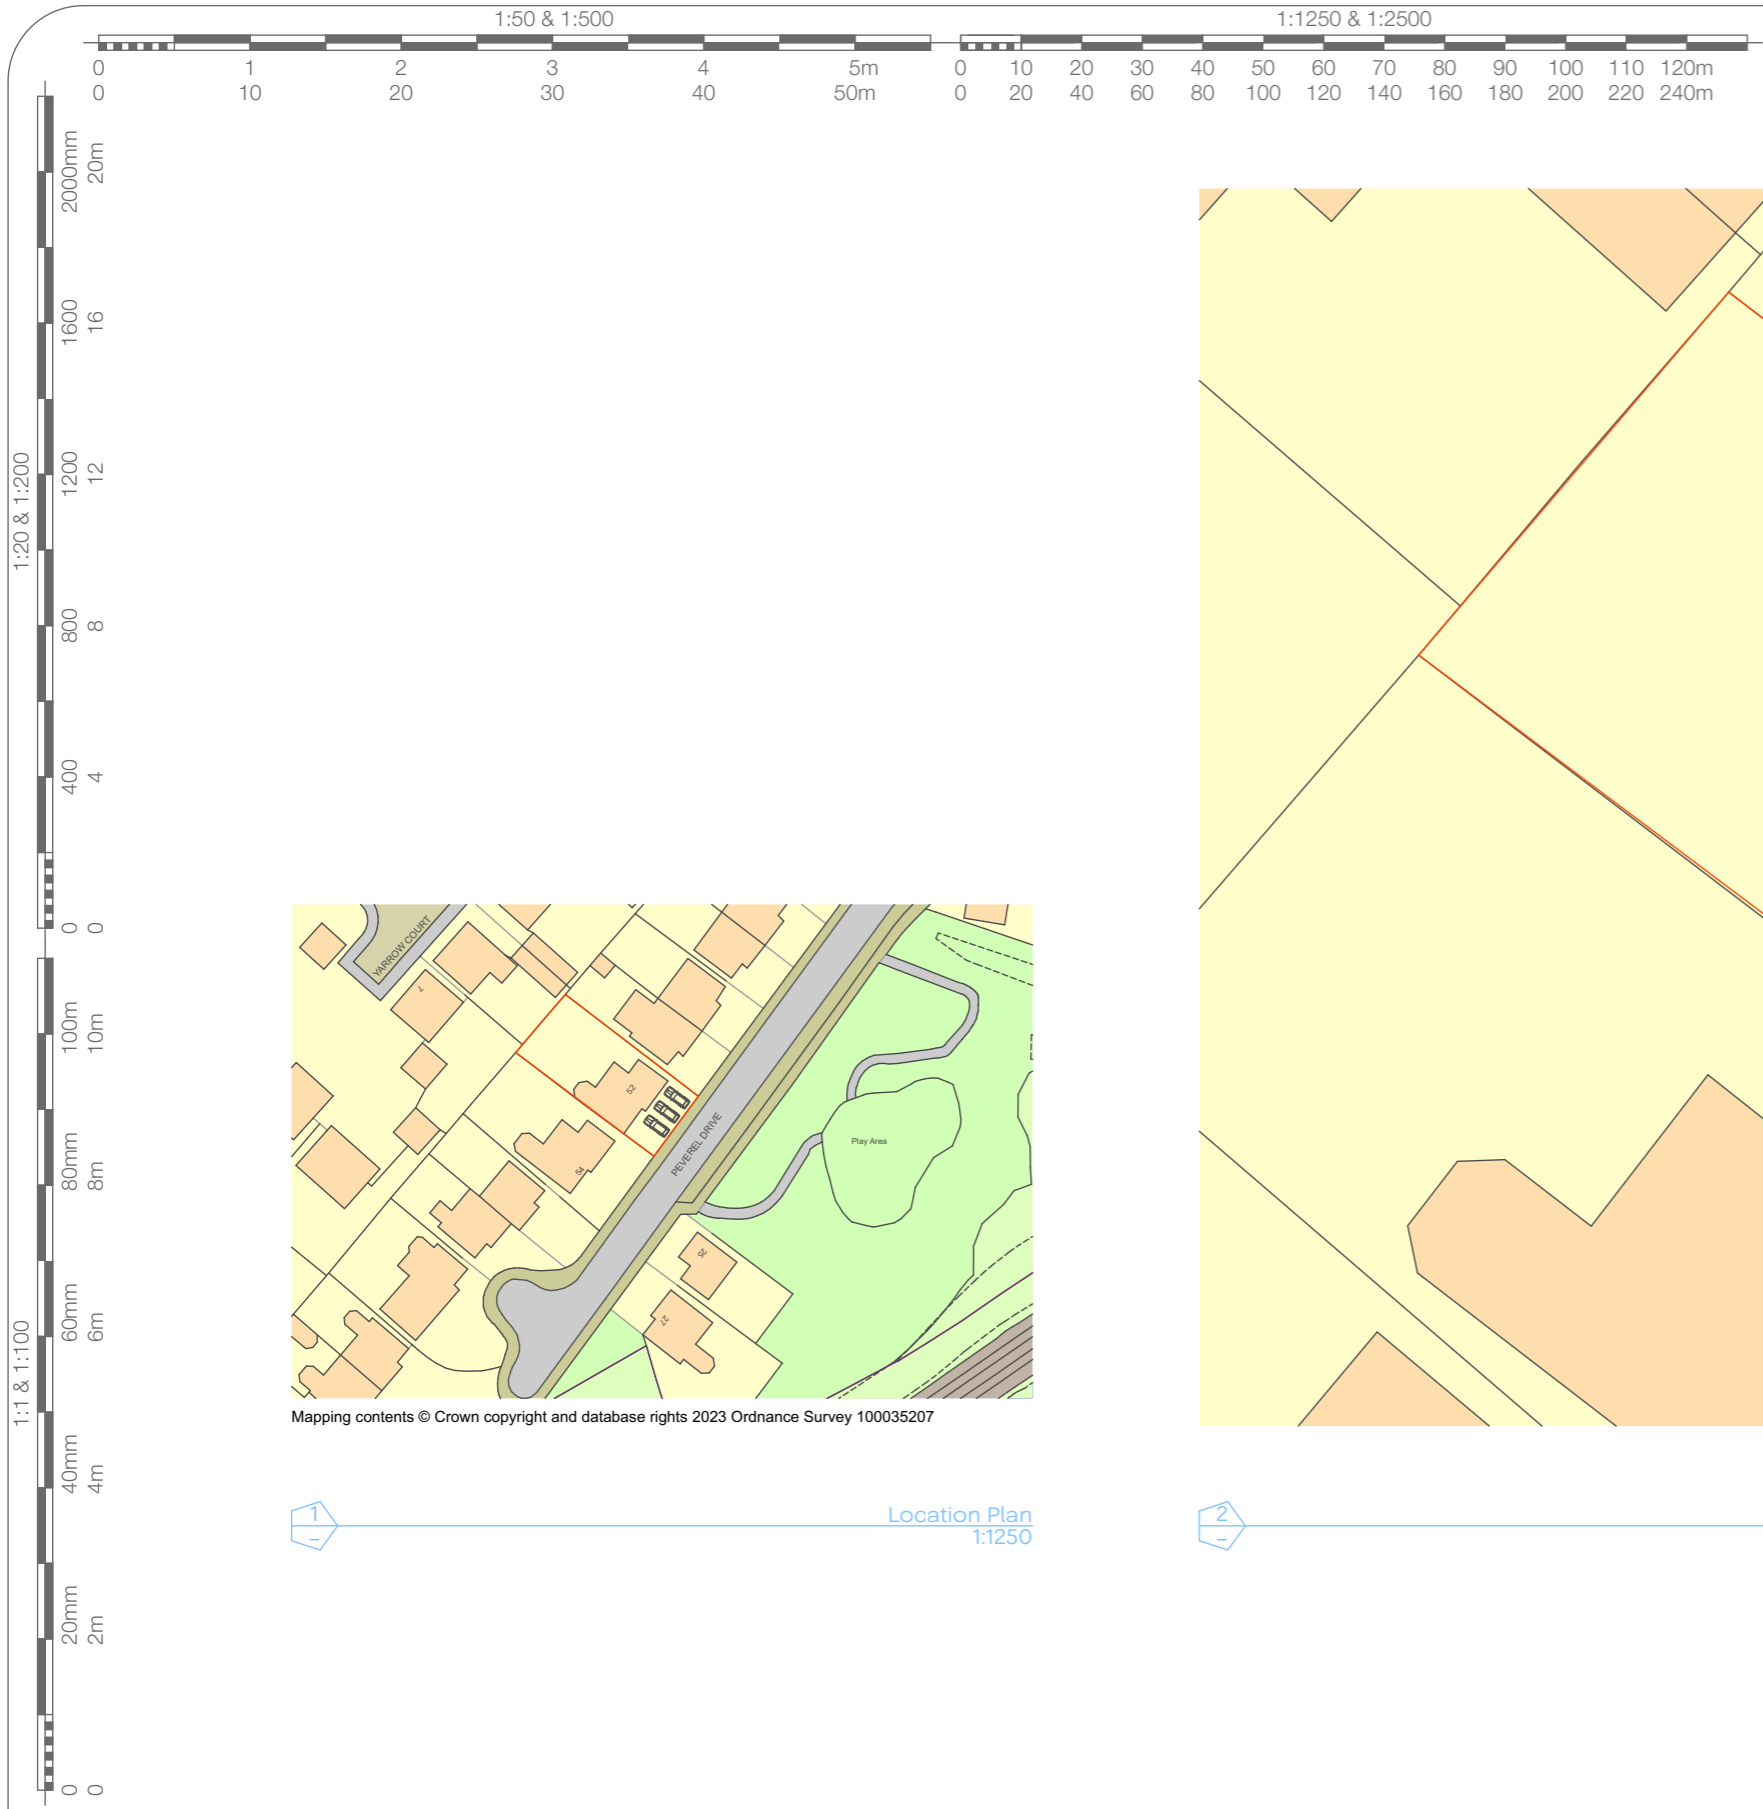 1:50 & 1:500
0 1 2 3 4 5m
0 10 20 30 40 50m
1:1250 & 1:2500
0 10 20 30 40 50 60 70 80 90 100 110 120m
0 20 40 60 80 100 120 140 160 180 200 220 240m
1:20 & 1:200
2000mm 1600 1200 800 400 0
20m 16 12 8 4 0
1:1 & 1:100
100m 80mm 60mm 40mm 20mm 0
10m 8m 6m 4m 2m 0
YARROW COURT
7
52
54
PEVEREL DRIVE
Play Area
25
27
Mapping contents © Crown copyright and database rights 2023 Ordnance Survey 100035207
1
–
Location Plan
1:1250
2
–